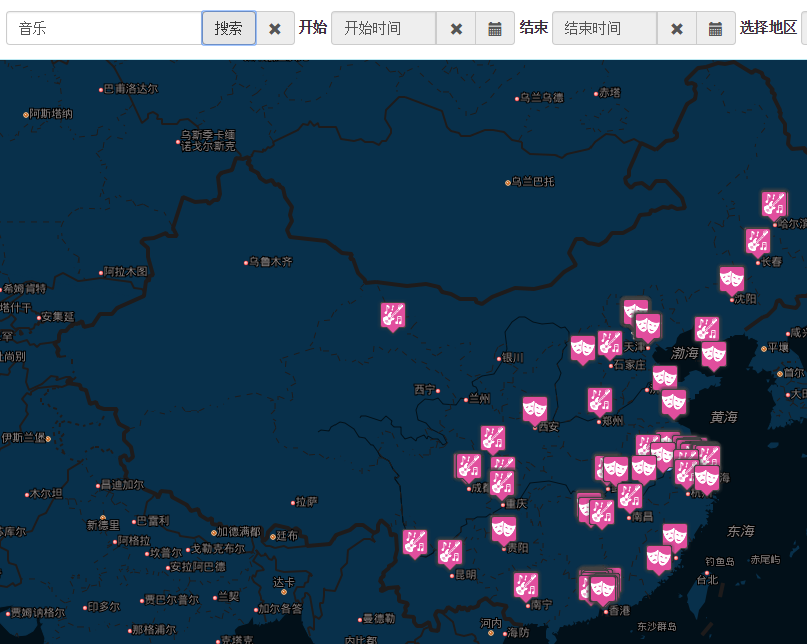 音乐 搜索 开始 开始时间 结束 结束时间 选择地区
巴甫洛达尔
阿斯塔纳
乌兰乌德
赤塔
乌斯季卡缅
诺戈尔斯克
乌兰巴托
哈尔滨
长春
沈阳
乌鲁木齐
阿拉木图
希姆肯特
塔什干
安集延
天津
渤海
平壤
咸兴
首尔
石家庄
银川
西宁
兰州
郑州
西安
黄海
伊斯兰堡
成都
重庆
昌迪加尔
木尔坦
拉萨
南昌
杭
海
新德里
巴雷利
加德满都
廷布
东海
阿格拉
坎普尔
戈勒克布尔
安拉阿巴德
贵阳
昆明
钓鱼岛
赤尾屿
台北
达卡
兰契
贾巴尔普尔
印多尔
加尔各答
贾姆讷格尔
南宁
香港
曼德勒
河内
海防
东沙群岛
那格浦尔
克塔克
内比都